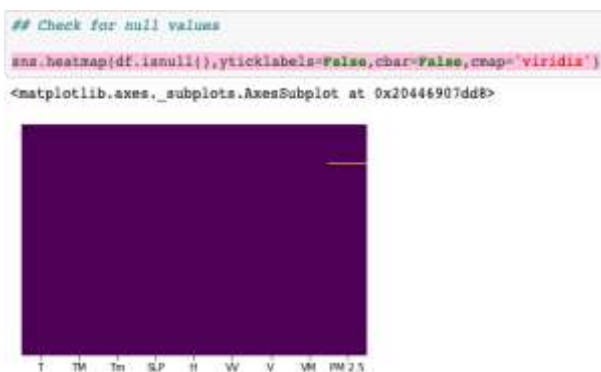 ## Check for null values
sns.heatmap(df.isnull(),yticklabels=False,cbar=False,cmap='viridis')
<matplotlib.axes._subplots.AxesSubplot at 0x20446907dd8>
T TM Tm SLP H VV V VM PM 2.5